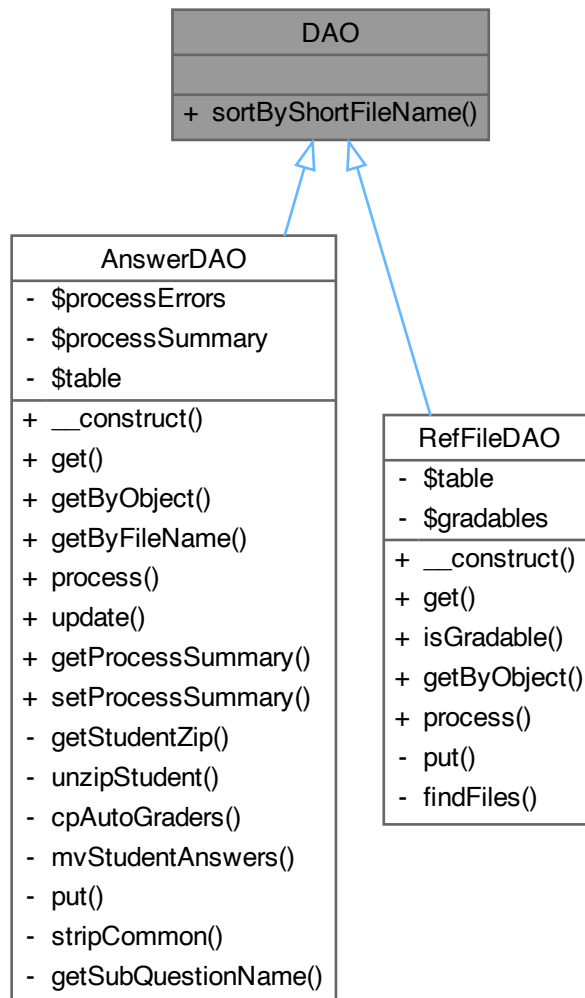 DAO
+ sortByShortFileName()
AnswerDAO
- $processErrors
- $processSummary
- $table
+ __construct()
+ get()
+ getByObject()
+ getByFileName()
+ process()
+ update()
+ getProcessSummary()
+ setProcessSummary()
- getStudentZip()
- unzipStudent()
- cpAutoGraders()
- mvStudentAnswers()
- put()
- stripCommon()
- getSubQuestionName()
RefFileDAO
- $table
- $gradables
+ __construct()
+ get()
+ isGradable()
+ getByObject()
+ process()
- put()
- findFiles()